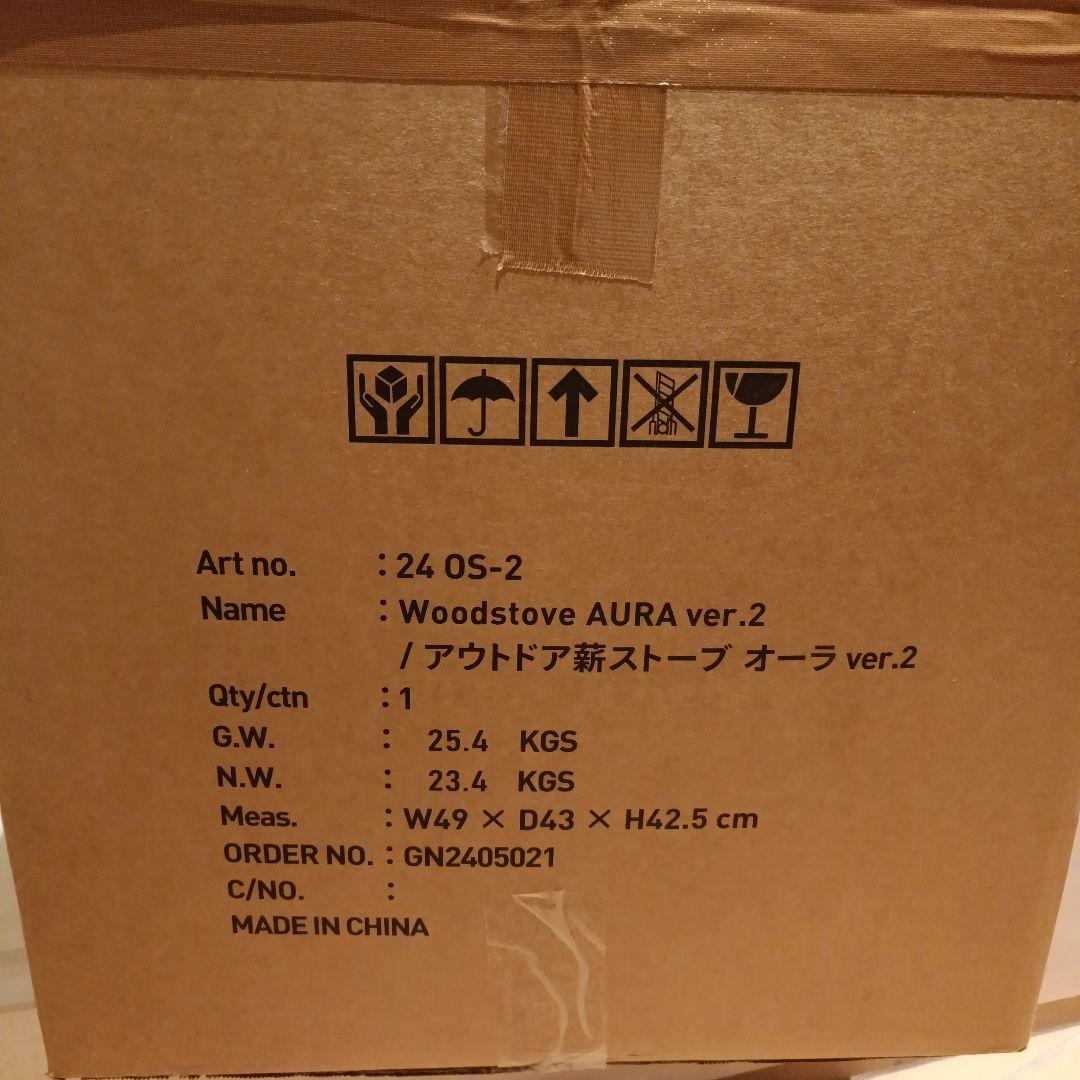 Art no. : 24 OS-2
Name : Woodstove AURA ver.2
/ アウトドア薪ストーブ オーラ ver.2
Qty/ctn : 1
G.W. : 25.4 KGS
N.W. : 23.4 KGS
Meas. : W49 × D43 × H42.5 cm
ORDER NO. : GN2405021
C/NO. :
MADE IN CHINA